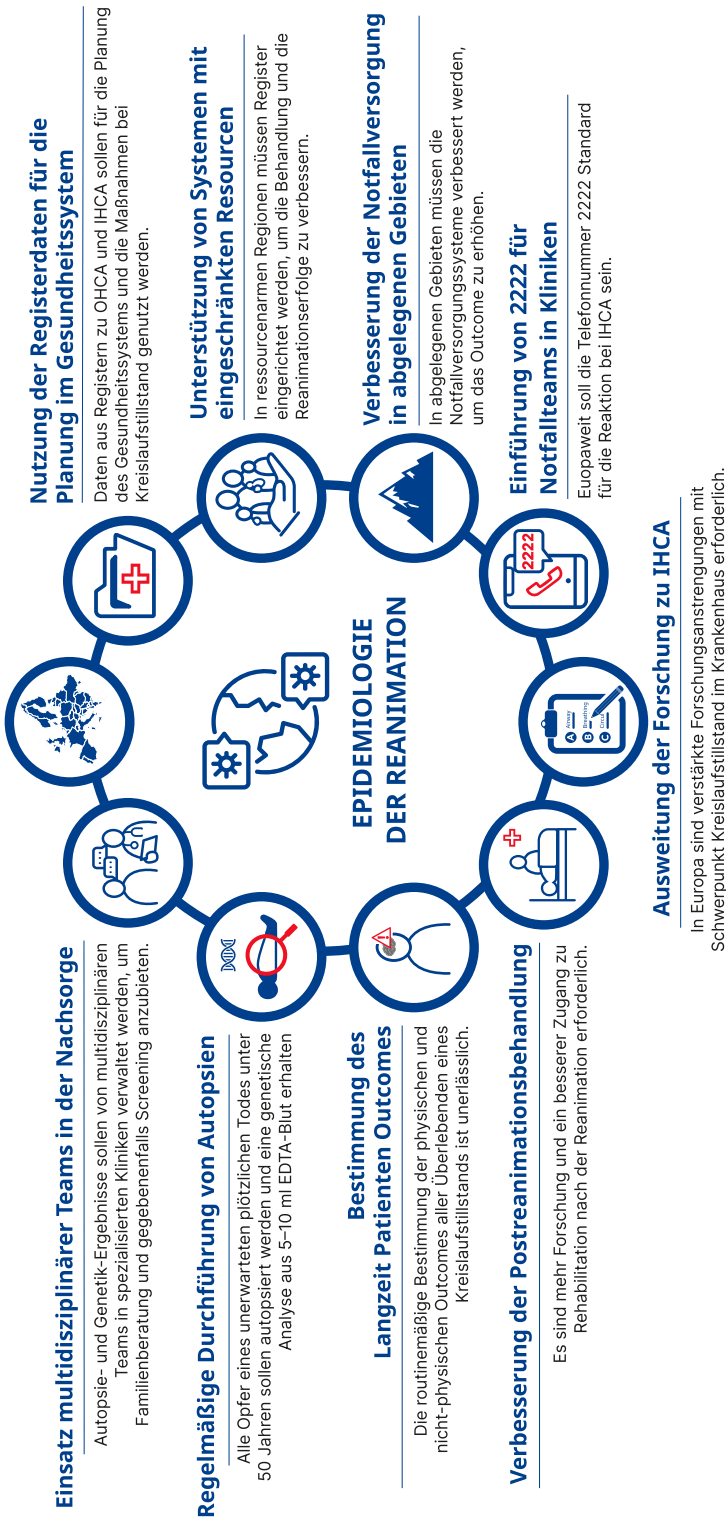 Nutzung der Registerdaten für die
Planung im Gesundheitssystem
Daten aus Registern zu OHCA und IHCA sollen für die Planung
des Gesundheitssystems und die Maßnahmen bei
Kreislaufstillstand genutzt werden.
Unterstützung von Systemen mit
eingeschränkten Resourcen
In ressourcenarmen Regionen müssen Register
eingerichtet werden, um die Behandlung und die
Reanimationserfolge zu verbessern.
Verbesserung der Notfallversorgung
in abgelegenen Gebieten
In abgelegenen Gebieten müssen die
Notfallversorgungssysteme verbessert werden,
um das Outcome zu erhöhen.
Einführung von 2222 für
Notfallteams in Kliniken
Euopaweit soll die Telefonnummer 2222 Standard
für die Reaktion bei IHCA sein.
2222
Ausweitung der Forschung zu IHCA
In Europa sind verstärkte Forschungsanstrengungen mit
Schwerpunkt Kreislaufstillstand im Krankenhaus erforderlich.
A Airway
B Breathing
C Circul
EPIDEMIOLOGIE
DER REANIMATION
Einsatz multidisziplinärer Teams in der Nachsorge
Autopsie- und Genetik-Ergebnisse sollen von multidisziplinären
Teams in spezialisierten Kliniken verwaltet werden, um
Familienberatung und gegebenenfalls Screening anzubieten.
Regelmäßige Durchführung von Autopsien
Alle Opfer eines unerwarteten plötzlichen Todes unter
50 Jahren sollen autopsiert werden und eine genetische
Analyse aus 5–10 ml EDTA-Blut erhalten
Bestimmung des
Langzeit Patienten Outcomes
Die routinemäßige Bestimmung der physischen und
nicht-physischen Outcomes aller Überlebenden eines
Kreislaufstillstands ist unerlässlich.
Verbesserung der Postreanimationsbehandlung
Es sind mehr Forschung und ein besserer Zugang zu
Rehabilitation nach der Reanimation erforderlich.